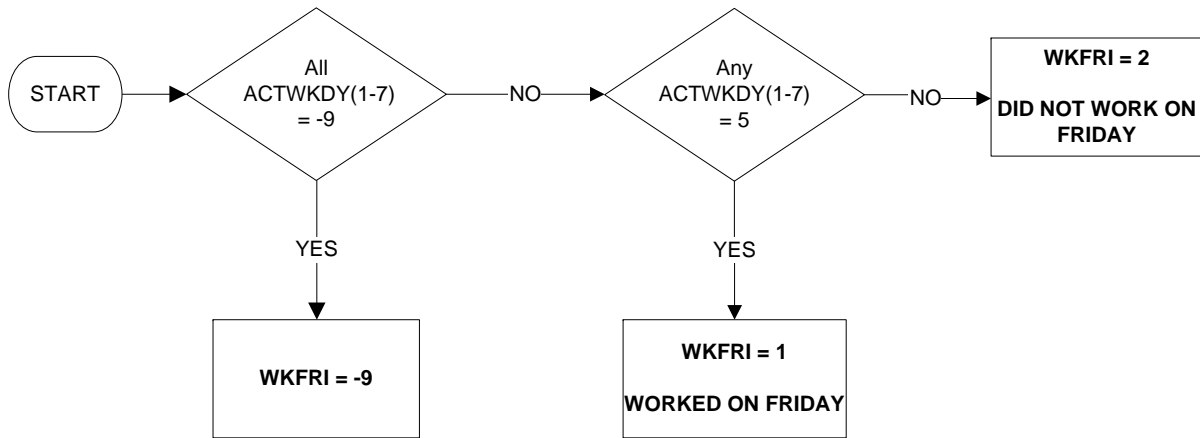 START
All
ACTWKDY(1-7)
= -9
NO
Any
ACTWKDY(1-7)
= 5
NO
WKFRI = 2
DID NOT WORK ON
FRIDAY
YES
YES
WKFRI = -9
WKFRI = 1
WORKED ON FRIDAY